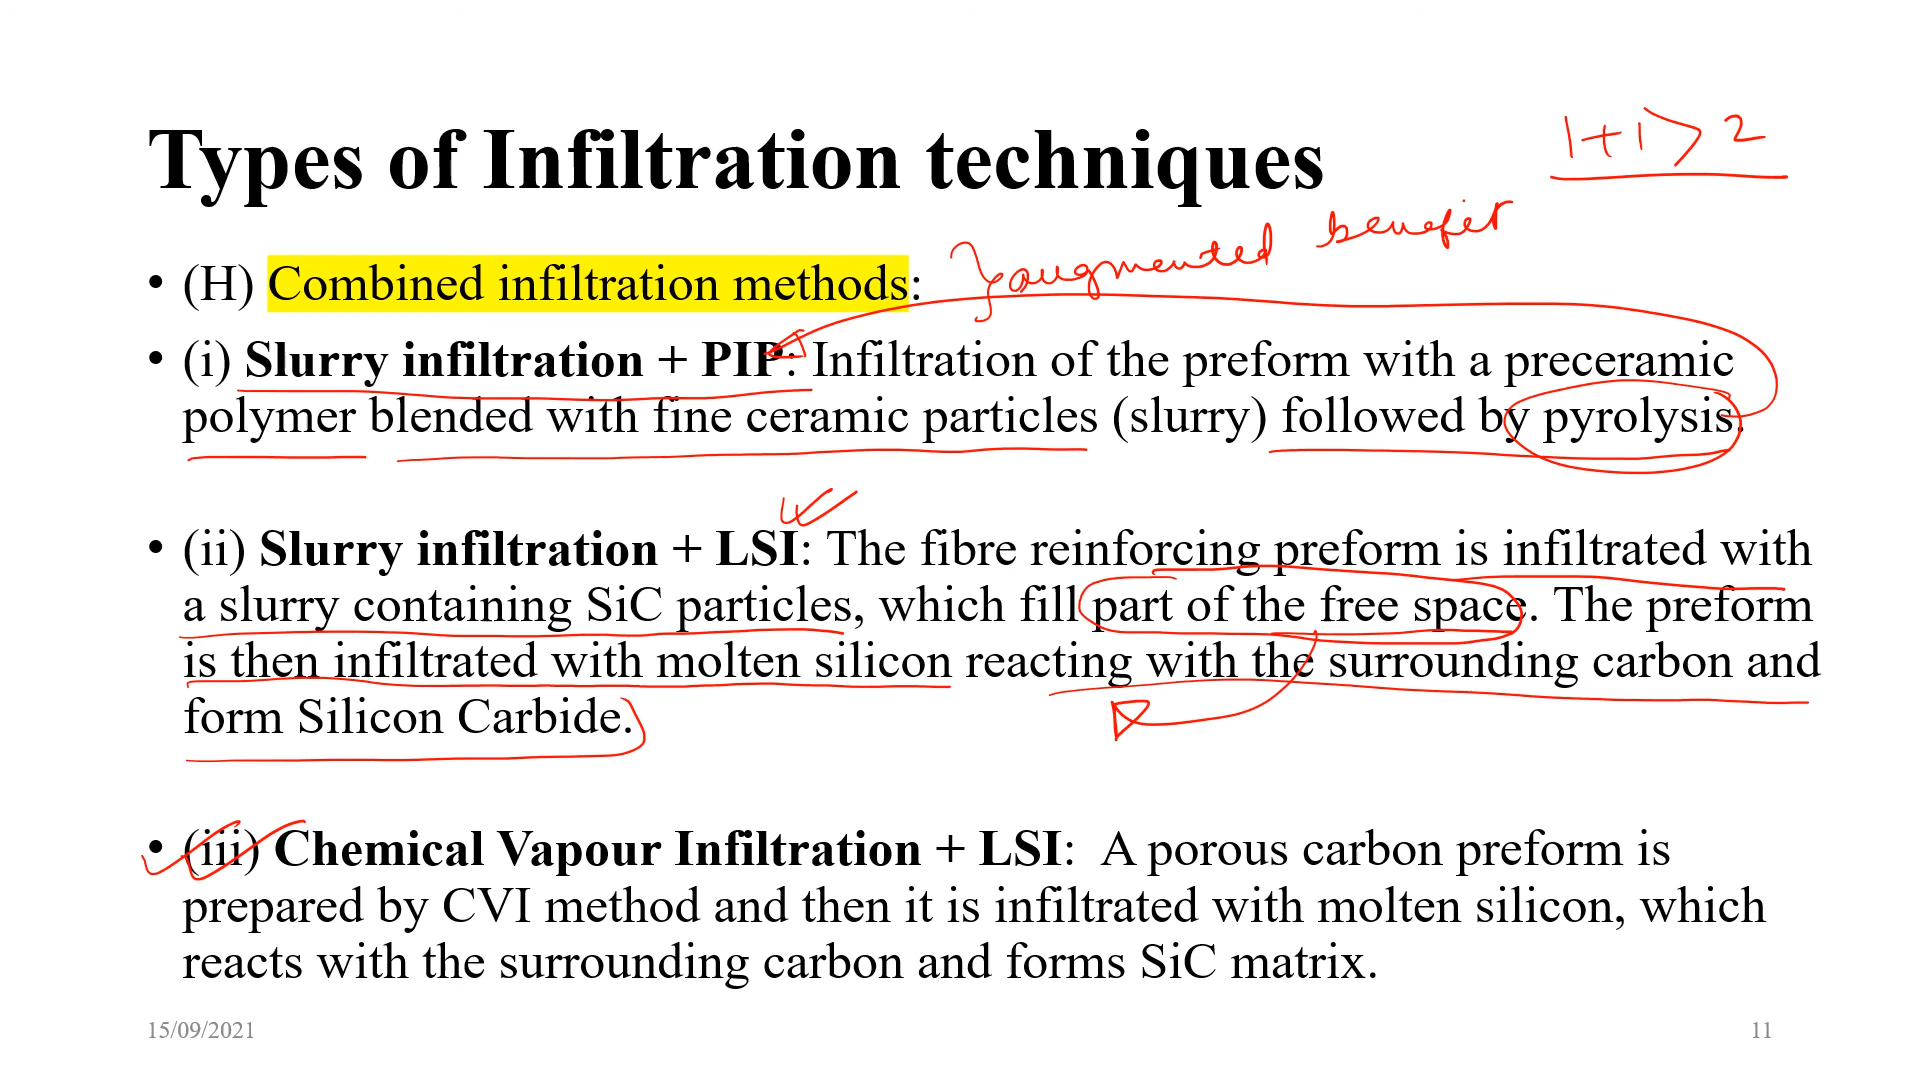 Types of Infiltration techniques
1+1>2
• (H) Combined infiltration methods:
augmented benefit
• (i) Slurry infiltration + PIP: Infiltration of the preform with a preceramic
polymer blended with fine ceramic particles (slurry) followed by pyrolysis.
• (ii) Slurry infiltration + LSI: The fibre reinforcing preform is infiltrated with
a slurry containing SiC particles, which fill part of the free space. The preform
is then infiltrated with molten silicon reacting with the surrounding carbon and
form Silicon Carbide.
• (iii) Chemical Vapour Infiltration + LSI: A porous carbon preform is
prepared by CVI method and then it is infiltrated with molten silicon, which
reacts with the surrounding carbon and forms SiC matrix.
15/09/2021
11